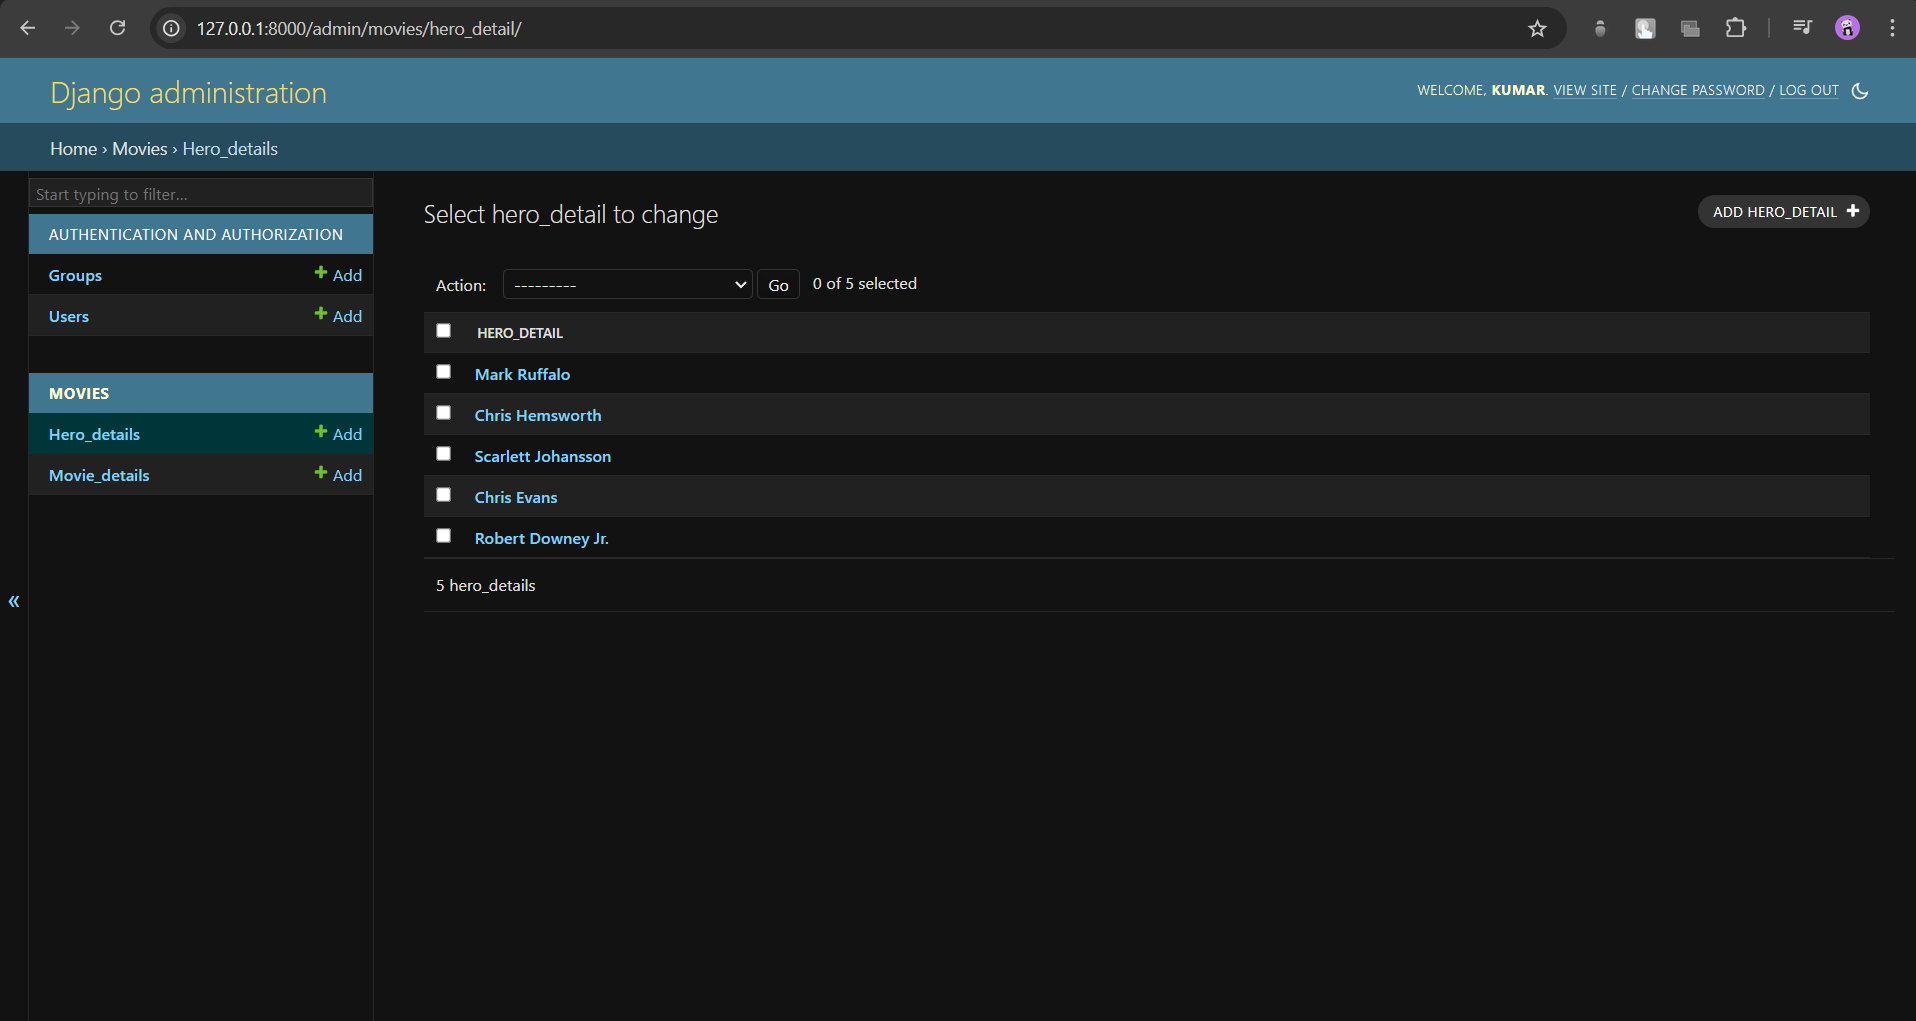 127.0.0.1:8000/admin/movies/hero_detail/
Django administration
WELCOME, KUMAR. VIEW SITE / CHANGE PASSWORD / LOG OUT
Home › Movies › Hero_details
Start typing to filter...
AUTHENTICATION AND AUTHORIZATION
Groups Add
Users Add
MOVIES
Hero_details Add
Movie_details Add
«
Select hero_detail to change
ADD HERO_DETAIL
Action: --------- Go 0 of 5 selected
HERO_DETAIL
Mark Ruffalo
Chris Hemsworth
Scarlett Johansson
Chris Evans
Robert Downey Jr.
5 hero_details